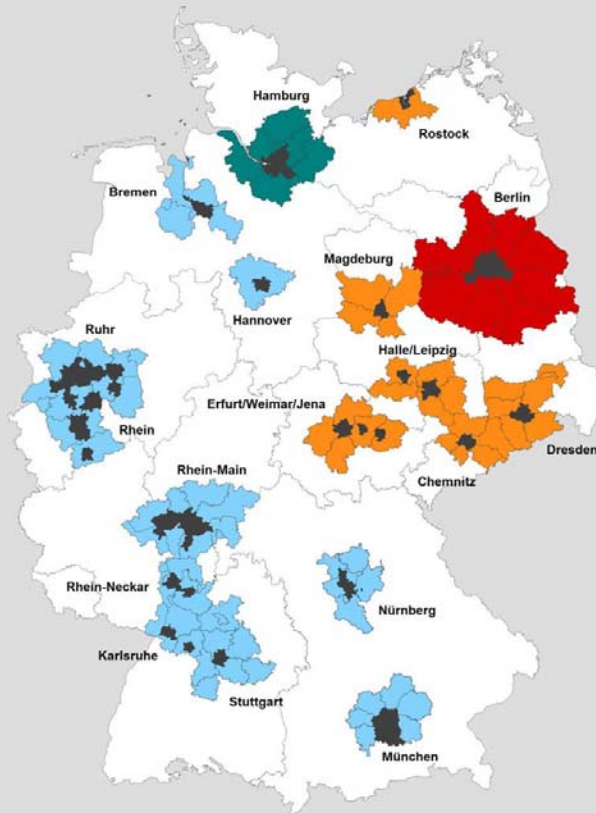 Hamburg
Rostock
Bremen
Berlin
Magdeburg
Hannover
Ruhr
Halle/Leipzig
Erfurt/Weimar/Jena
Rhein
Dresden
Rhein-Main
Chemnitz
Rhein-Neckar
Nürnberg
Karlsruhe
Stuttgart
München